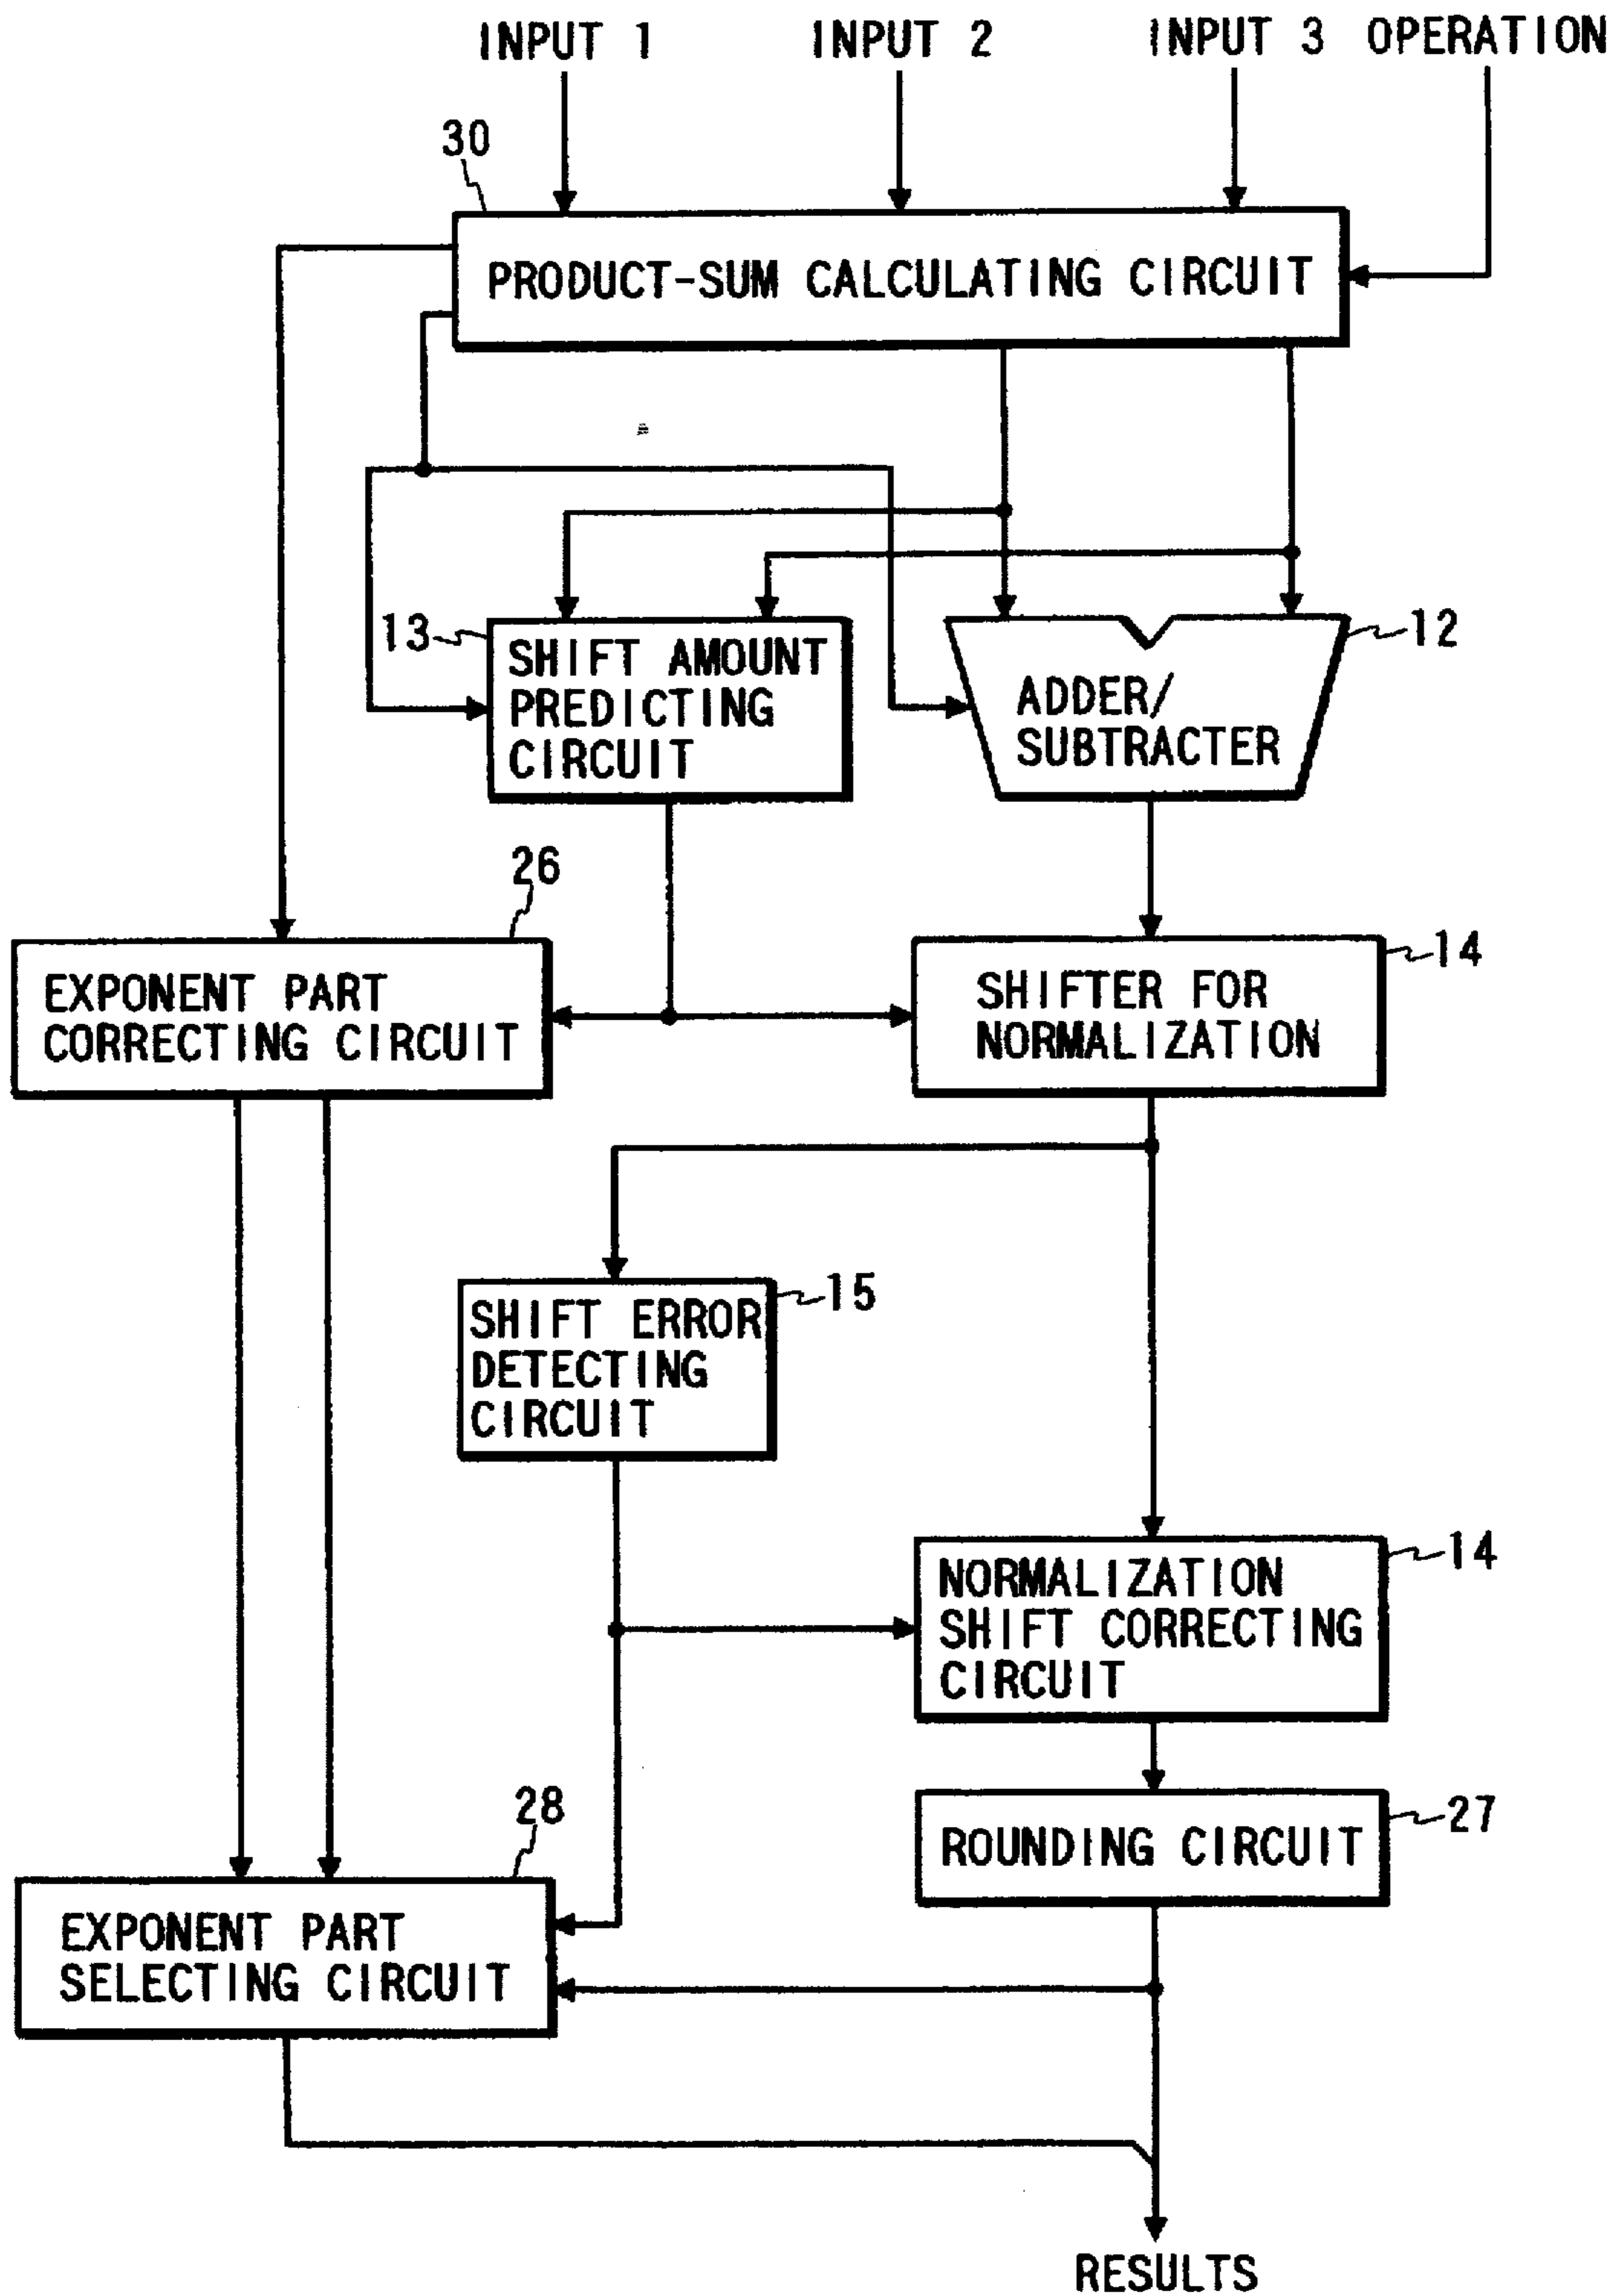 INPUT 1 INPUT 2 INPUT 3 OPERATION
30
PRODUCT-SUM CALCULATING CIRCUIT
13
SHIFT AMOUNT
PREDICTING
CIRCUIT
12
ADDER/
SUBTRACTER
26
EXPONENT PART
CORRECTING CIRCUIT
14
SHIFTER FOR
NORMALIZATION
15
SHIFT ERROR
DETECTING
CIRCUIT
14
NORMALIZATION
SHIFT CORRECTING
CIRCUIT
27
ROUNDING CIRCUIT
28
EXPONENT PART
SELECTING CIRCUIT
RESULTS